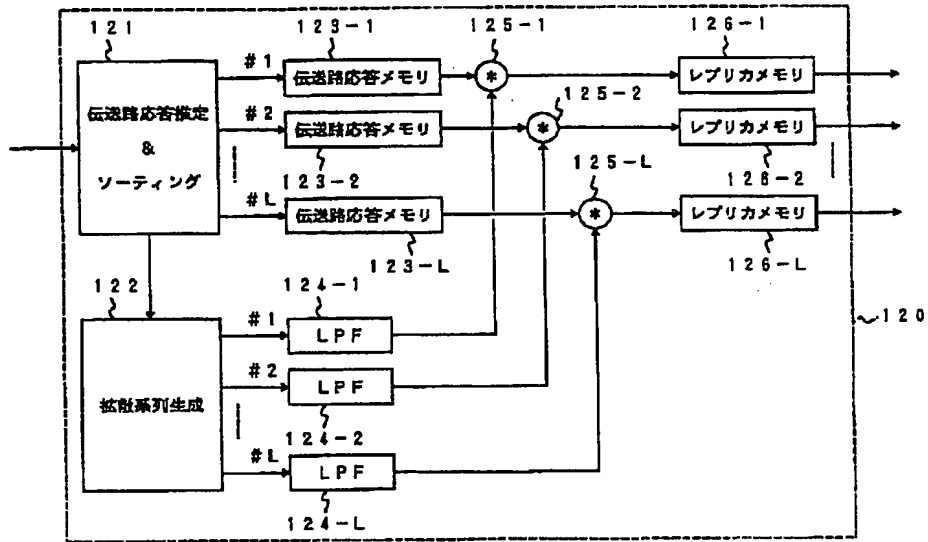 121
123-1
125-1
126-1
伝送路応答推定
&
ソーティング
#1
伝送路応答メモリ
*
レプリカメモリ
#2
伝送路応答メモリ
*
125-2
レプリカメモリ
123-2
125-L
126-2
#L
伝送路応答メモリ
*
レプリカメモリ
123-L
126-L
122
124-1
120
拡散系列生成
#1
LPF
#2
LPF
124-2
#L
LPF
124-L